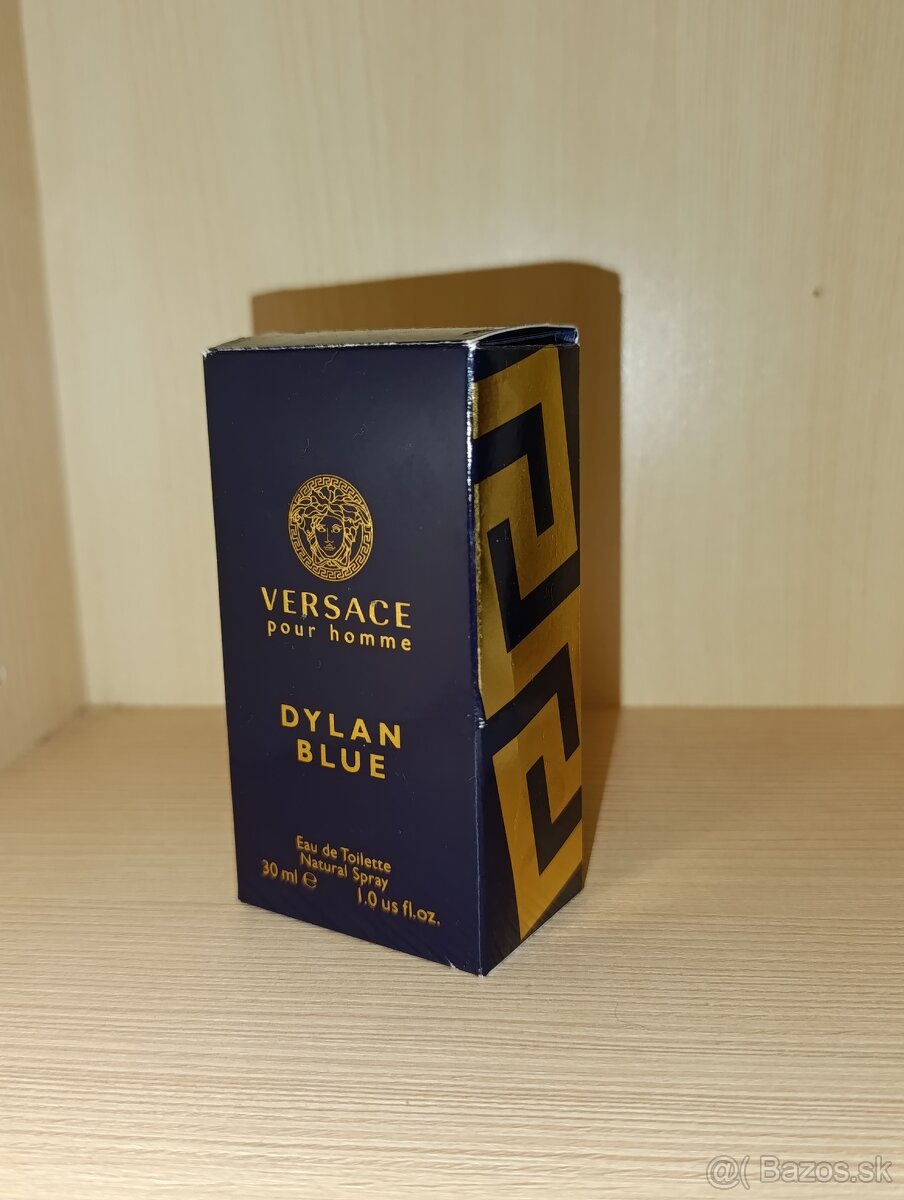 VERSACE
pour homme
DYLAN
BLUE
Eau de Toilette
Natural Spray
30 ml e
1.0 us fl.oz.
@( Bazos.sk